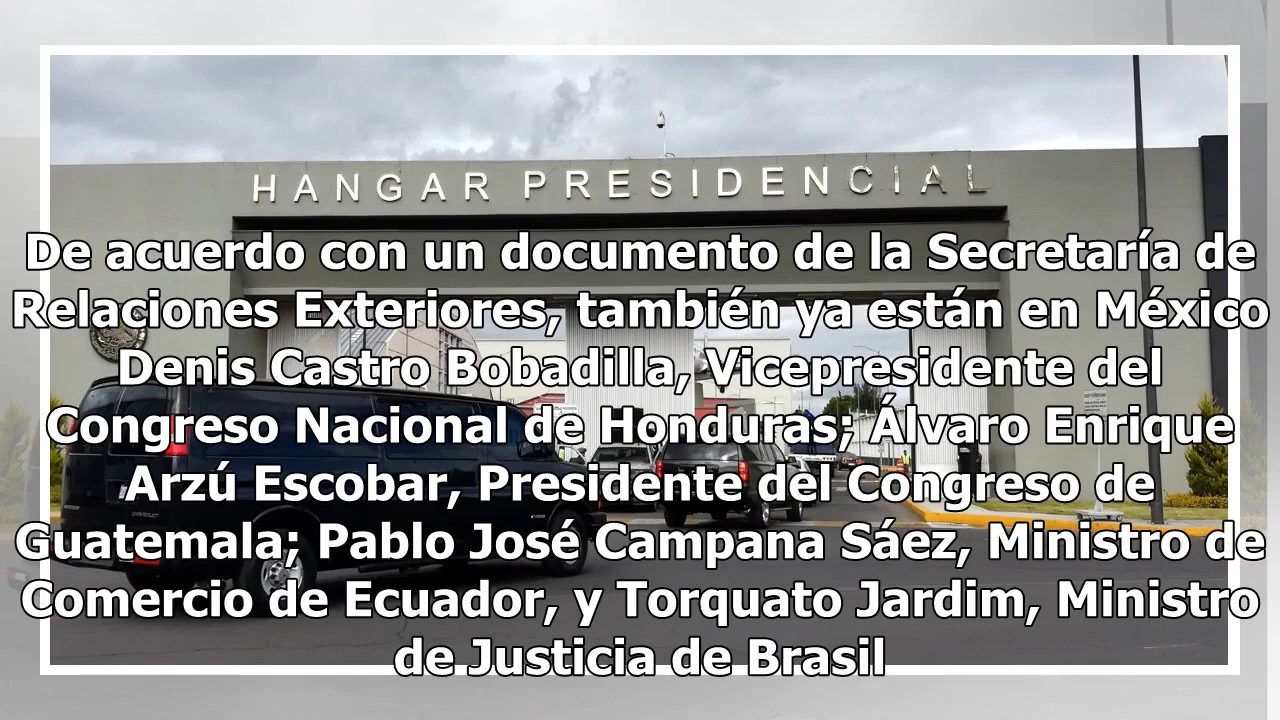 HANGAR PRESIDENCIAL
De acuerdo con un documento de la Secretaría de
Relaciones Exteriores, también ya están en México
Denis Castro Bobadilla, Vicepresidente del
Congreso Nacional de Honduras; Álvaro Enrique
Arzú Escobar, Presidente del Congreso de
Guatemala; Pablo José Campana Sáez, Ministro de
Comercio de Ecuador, y Torquato Jardim, Ministro
de Justicia de Brasil